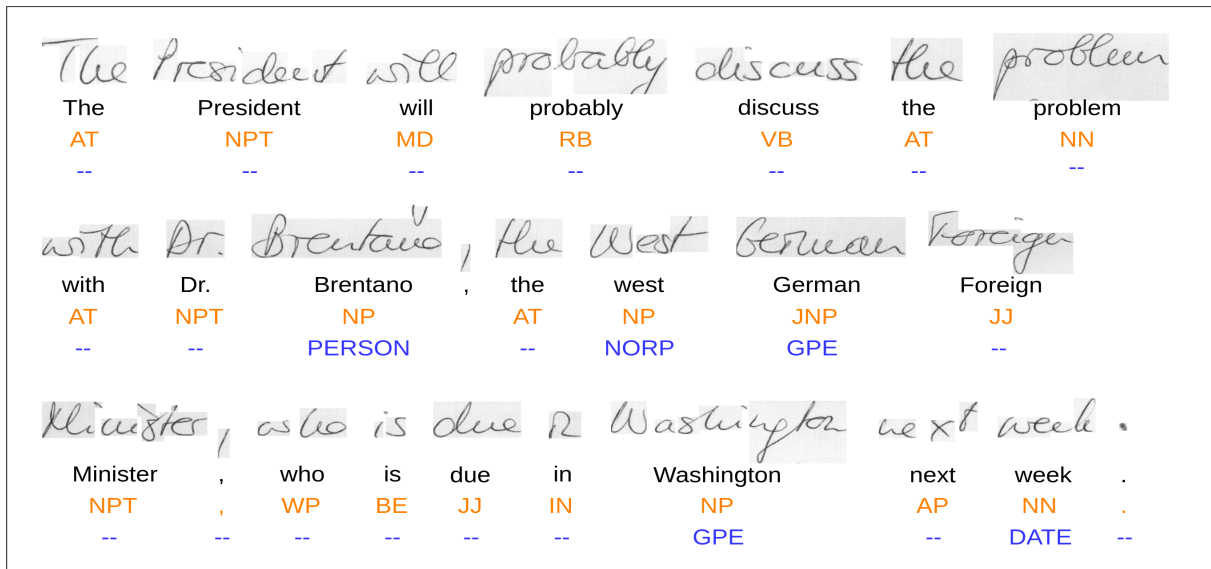 The President will probably discuss the problem
The President will probably discuss the problem
AT NPT MD RB VB AT NN
-- -- -- -- -- -- --
with Dr. Brentano , the West German Foreign
with Dr. Brentano , the west German Foreign
AT NPT NP AT NP JNP JJ
-- -- PERSON -- NORP GPE --
Minister , who is due in Washington next week .
Minister , who is due in Washington next week .
NPT , WP BE JJ IN NP AP NN .
-- -- -- -- -- -- GPE -- DATE --